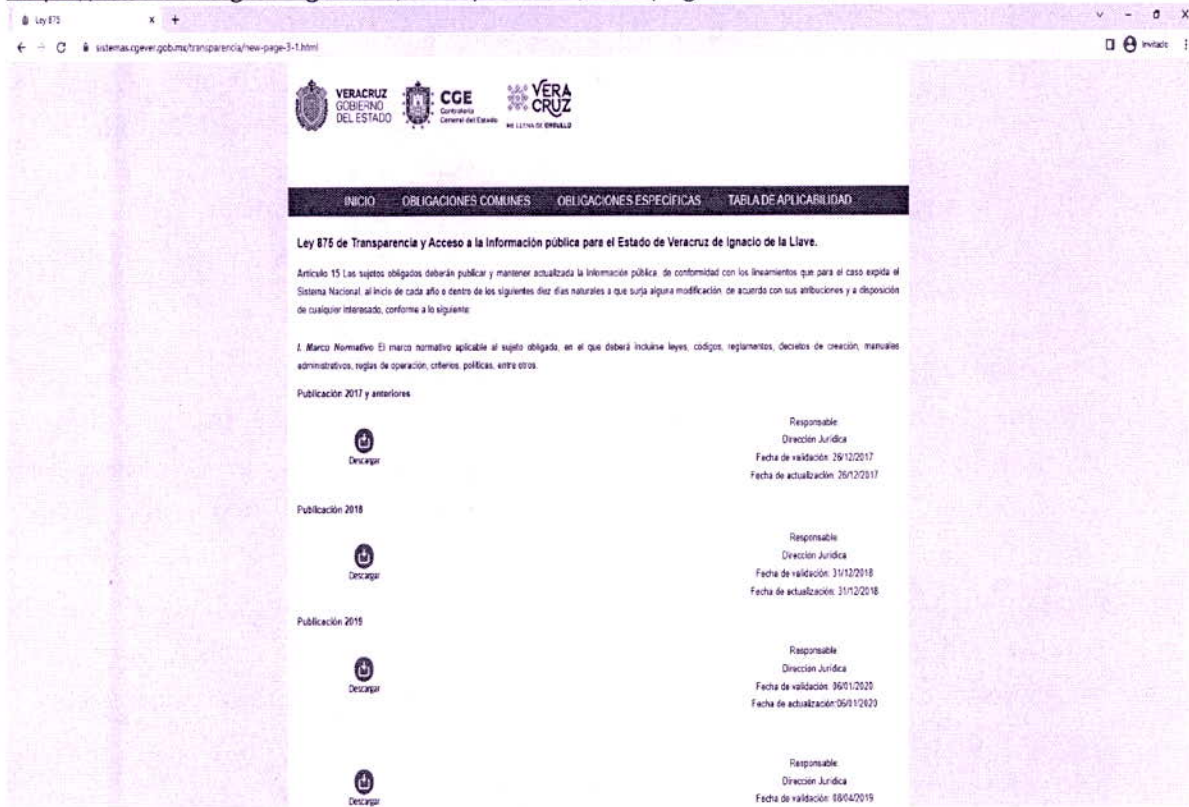 Ley 875
sistemas.cgever.gob.mx/transparencia/new-page-3-1.html
Invitado
VERACRUZ
GOBIERNO
DEL ESTADO
CGE
Contraloría
General del Estado
VERA
CRUZ
ME LLENA DE ORGULLO
INICIO OBLIGACIONES COMUNES OBLIGACIONES ESPECÍFICAS TABLA DE APLICABILIDAD
Ley 875 de Transparencia y Acceso a la Información pública para el Estado de Veracruz de Ignacio de la Llave.
Artículo 15 Los sujetos obligados deberán publicar y mantener actualizada la información pública, de conformidad con los lineamientos que para el caso expida el
Sistema Nacional, al inicio de cada año o dentro de los siguientes diez días naturales a que surja alguna modificación, de acuerdo con sus atribuciones y a disposición
de cualquier interesado, conforme a lo siguiente:
I. Marco Normativo El marco normativo aplicable al sujeto obligado, en el que deberá incluirse leyes, códigos, reglamentos, decretos de creación, manuales
administrativos, reglas de operación, criterios, políticas, entre otros.
Publicación 2017 y anteriores
Descargar
Responsable
Dirección Jurídica
Fecha de validación: 26/12/2017
Fecha de actualización: 26/12/2017
Publicación 2018
Descargar
Responsable
Dirección Jurídica
Fecha de validación: 31/12/2018
Fecha de actualización: 31/12/2018
Publicación 2019
Descargar
Responsable
Dirección Jurídica
Fecha de validación: 06/01/2020
Fecha de actualización:06/01/2020
Descargar
Responsable
Dirección Jurídica
Fecha de validación: 08/04/2019